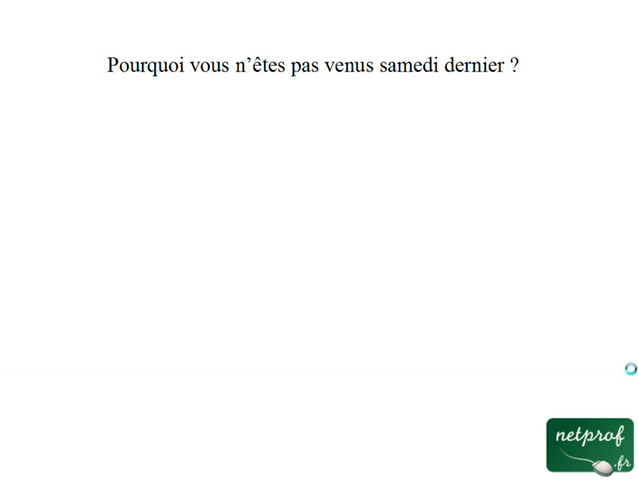 Pourquoi vous n’êtes pas venus samedi dernier ?
netprof
.fr